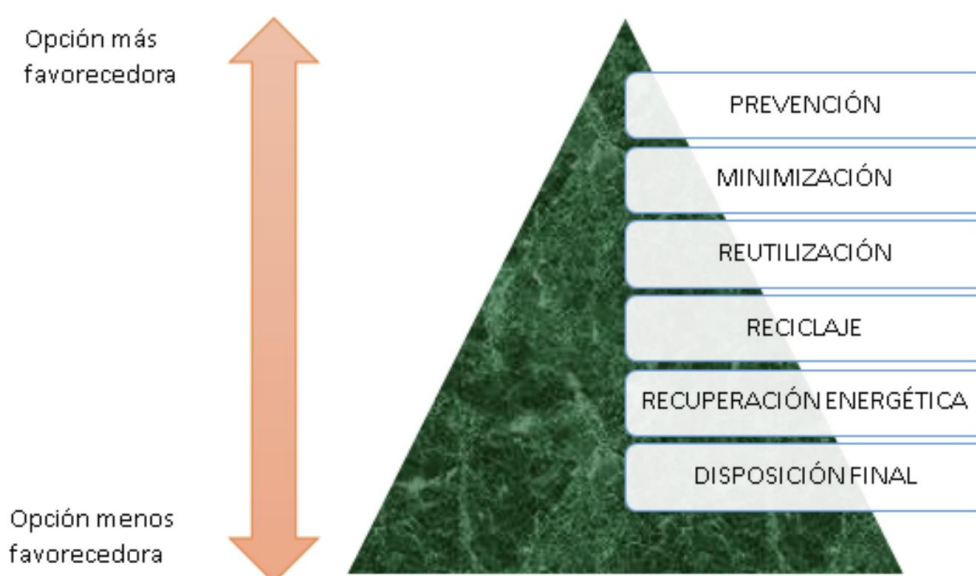 Opción más
favorecedora
PREVENCIÓN
MINIMIZACIÓN
REUTILIZACIÓN
RECICLAJE
RECUPERACIÓN ENERGÉTICA
DISPOSICIÓN FINAL
Opción menos
favorecedora